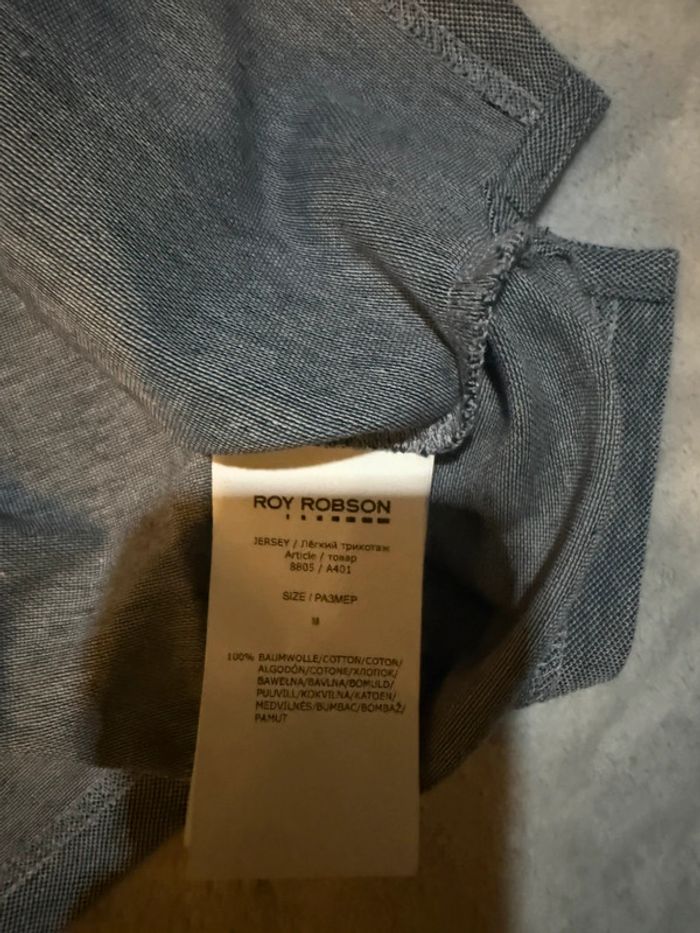 ROY ROBSON
JERSEY / Лёгкий трикотаж
Article / товар
8805 / A401
SIZE / РАЗМЕР
M
100% BAUMWOLLE/COTTON/COTON/
ALGODÓN/COTONE/ХЛОПОК/
BAWEŁNA/BAVLNA/BOMULD/
PUUVILL/KOKVILNA/KATOEN/
MEDVILNĖS/BUMBAC/BOMBAŽ/
PAMUT